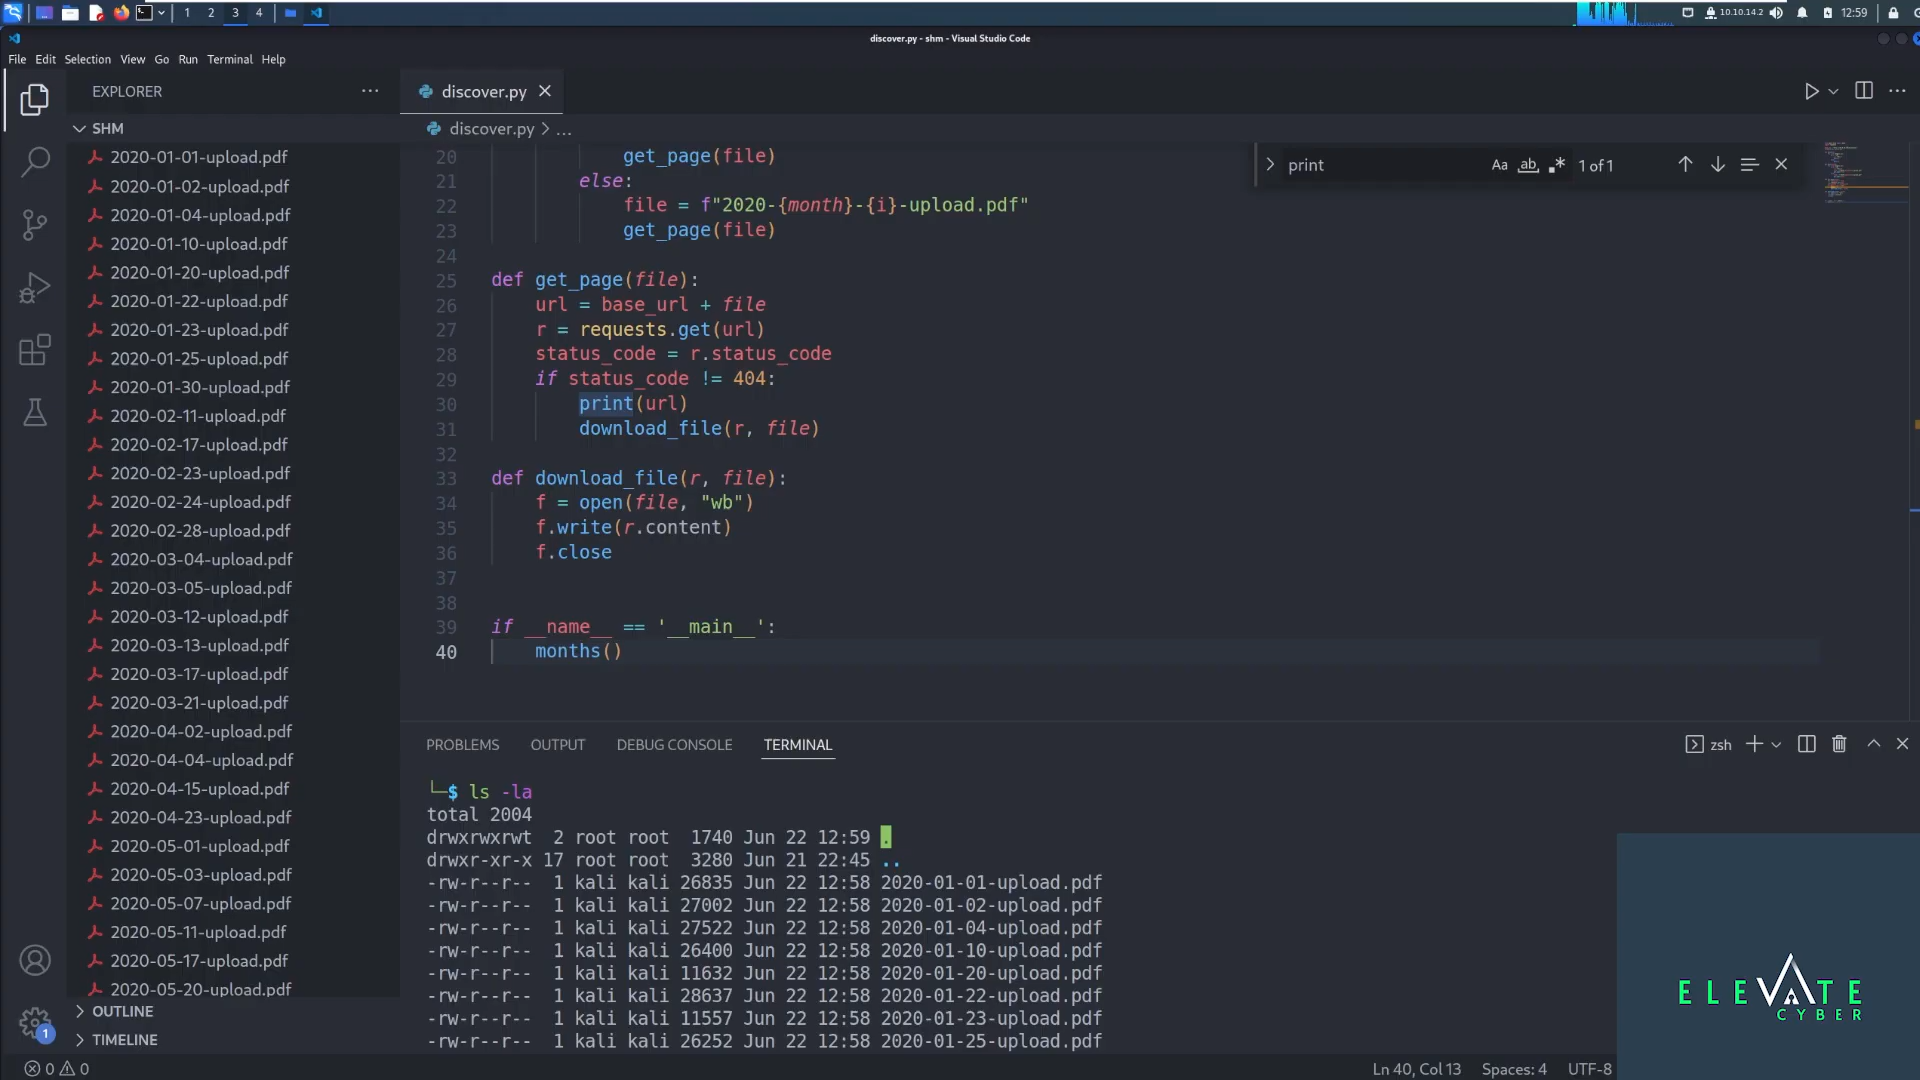 1 2 3 4 10.10.14.2 12:59
discover.py - shm - Visual Studio Code
File Edit Selection View Go Run Terminal Help
EXPLORER
SHM
2020-01-01-upload.pdf
2020-01-02-upload.pdf
2020-01-04-upload.pdf
2020-01-10-upload.pdf
2020-01-20-upload.pdf
2020-01-22-upload.pdf
2020-01-23-upload.pdf
2020-01-25-upload.pdf
2020-01-30-upload.pdf
2020-02-11-upload.pdf
2020-02-17-upload.pdf
2020-02-23-upload.pdf
2020-02-24-upload.pdf
2020-02-28-upload.pdf
2020-03-04-upload.pdf
2020-03-05-upload.pdf
2020-03-12-upload.pdf
2020-03-13-upload.pdf
2020-03-17-upload.pdf
2020-03-21-upload.pdf
2020-04-02-upload.pdf
2020-04-04-upload.pdf
2020-04-15-upload.pdf
2020-04-23-upload.pdf
2020-05-01-upload.pdf
2020-05-03-upload.pdf
2020-05-07-upload.pdf
2020-05-11-upload.pdf
2020-05-17-upload.pdf
2020-05-20-upload.pdf
OUTLINE
TIMELINE
discover.py
discover.py > ...
print Aa ab 1 of 1
20 get_page(file)
21 else:
22 file = f"2020-{month}-{i}-upload.pdf"
23 get_page(file)
24
25 def get_page(file):
26 url = base_url + file
27 r = requests.get(url)
28 status_code = r.status_code
29 if status_code != 404:
30 print(url)
31 download_file(r, file)
32
33 def download_file(r, file):
34 f = open(file, "wb")
35 f.write(r.content)
36 f.close
37
38
39 if __name__ == '__main__':
40 months()
PROBLEMS OUTPUT DEBUG CONSOLE TERMINAL zsh
└─$ ls -la
total 2004
drwxrwxrwt 2 root root 1740 Jun 22 12:59 .
drwxr-xr-x 17 root root 3280 Jun 21 22:45 ..
-rw-r--r-- 1 kali kali 26835 Jun 22 12:58 2020-01-01-upload.pdf
-rw-r--r-- 1 kali kali 27002 Jun 22 12:58 2020-01-02-upload.pdf
-rw-r--r-- 1 kali kali 27522 Jun 22 12:58 2020-01-04-upload.pdf
-rw-r--r-- 1 kali kali 26400 Jun 22 12:58 2020-01-10-upload.pdf
-rw-r--r-- 1 kali kali 11632 Jun 22 12:58 2020-01-20-upload.pdf
-rw-r--r-- 1 kali kali 28637 Jun 22 12:58 2020-01-22-upload.pdf
-rw-r--r-- 1 kali kali 11557 Jun 22 12:58 2020-01-23-upload.pdf
-rw-r--r-- 1 kali kali 26252 Jun 22 12:58 2020-01-25-upload.pdf
ELEVATE
CYBER
1
0 0
Ln 40, Col 13 Spaces: 4 UTF-8